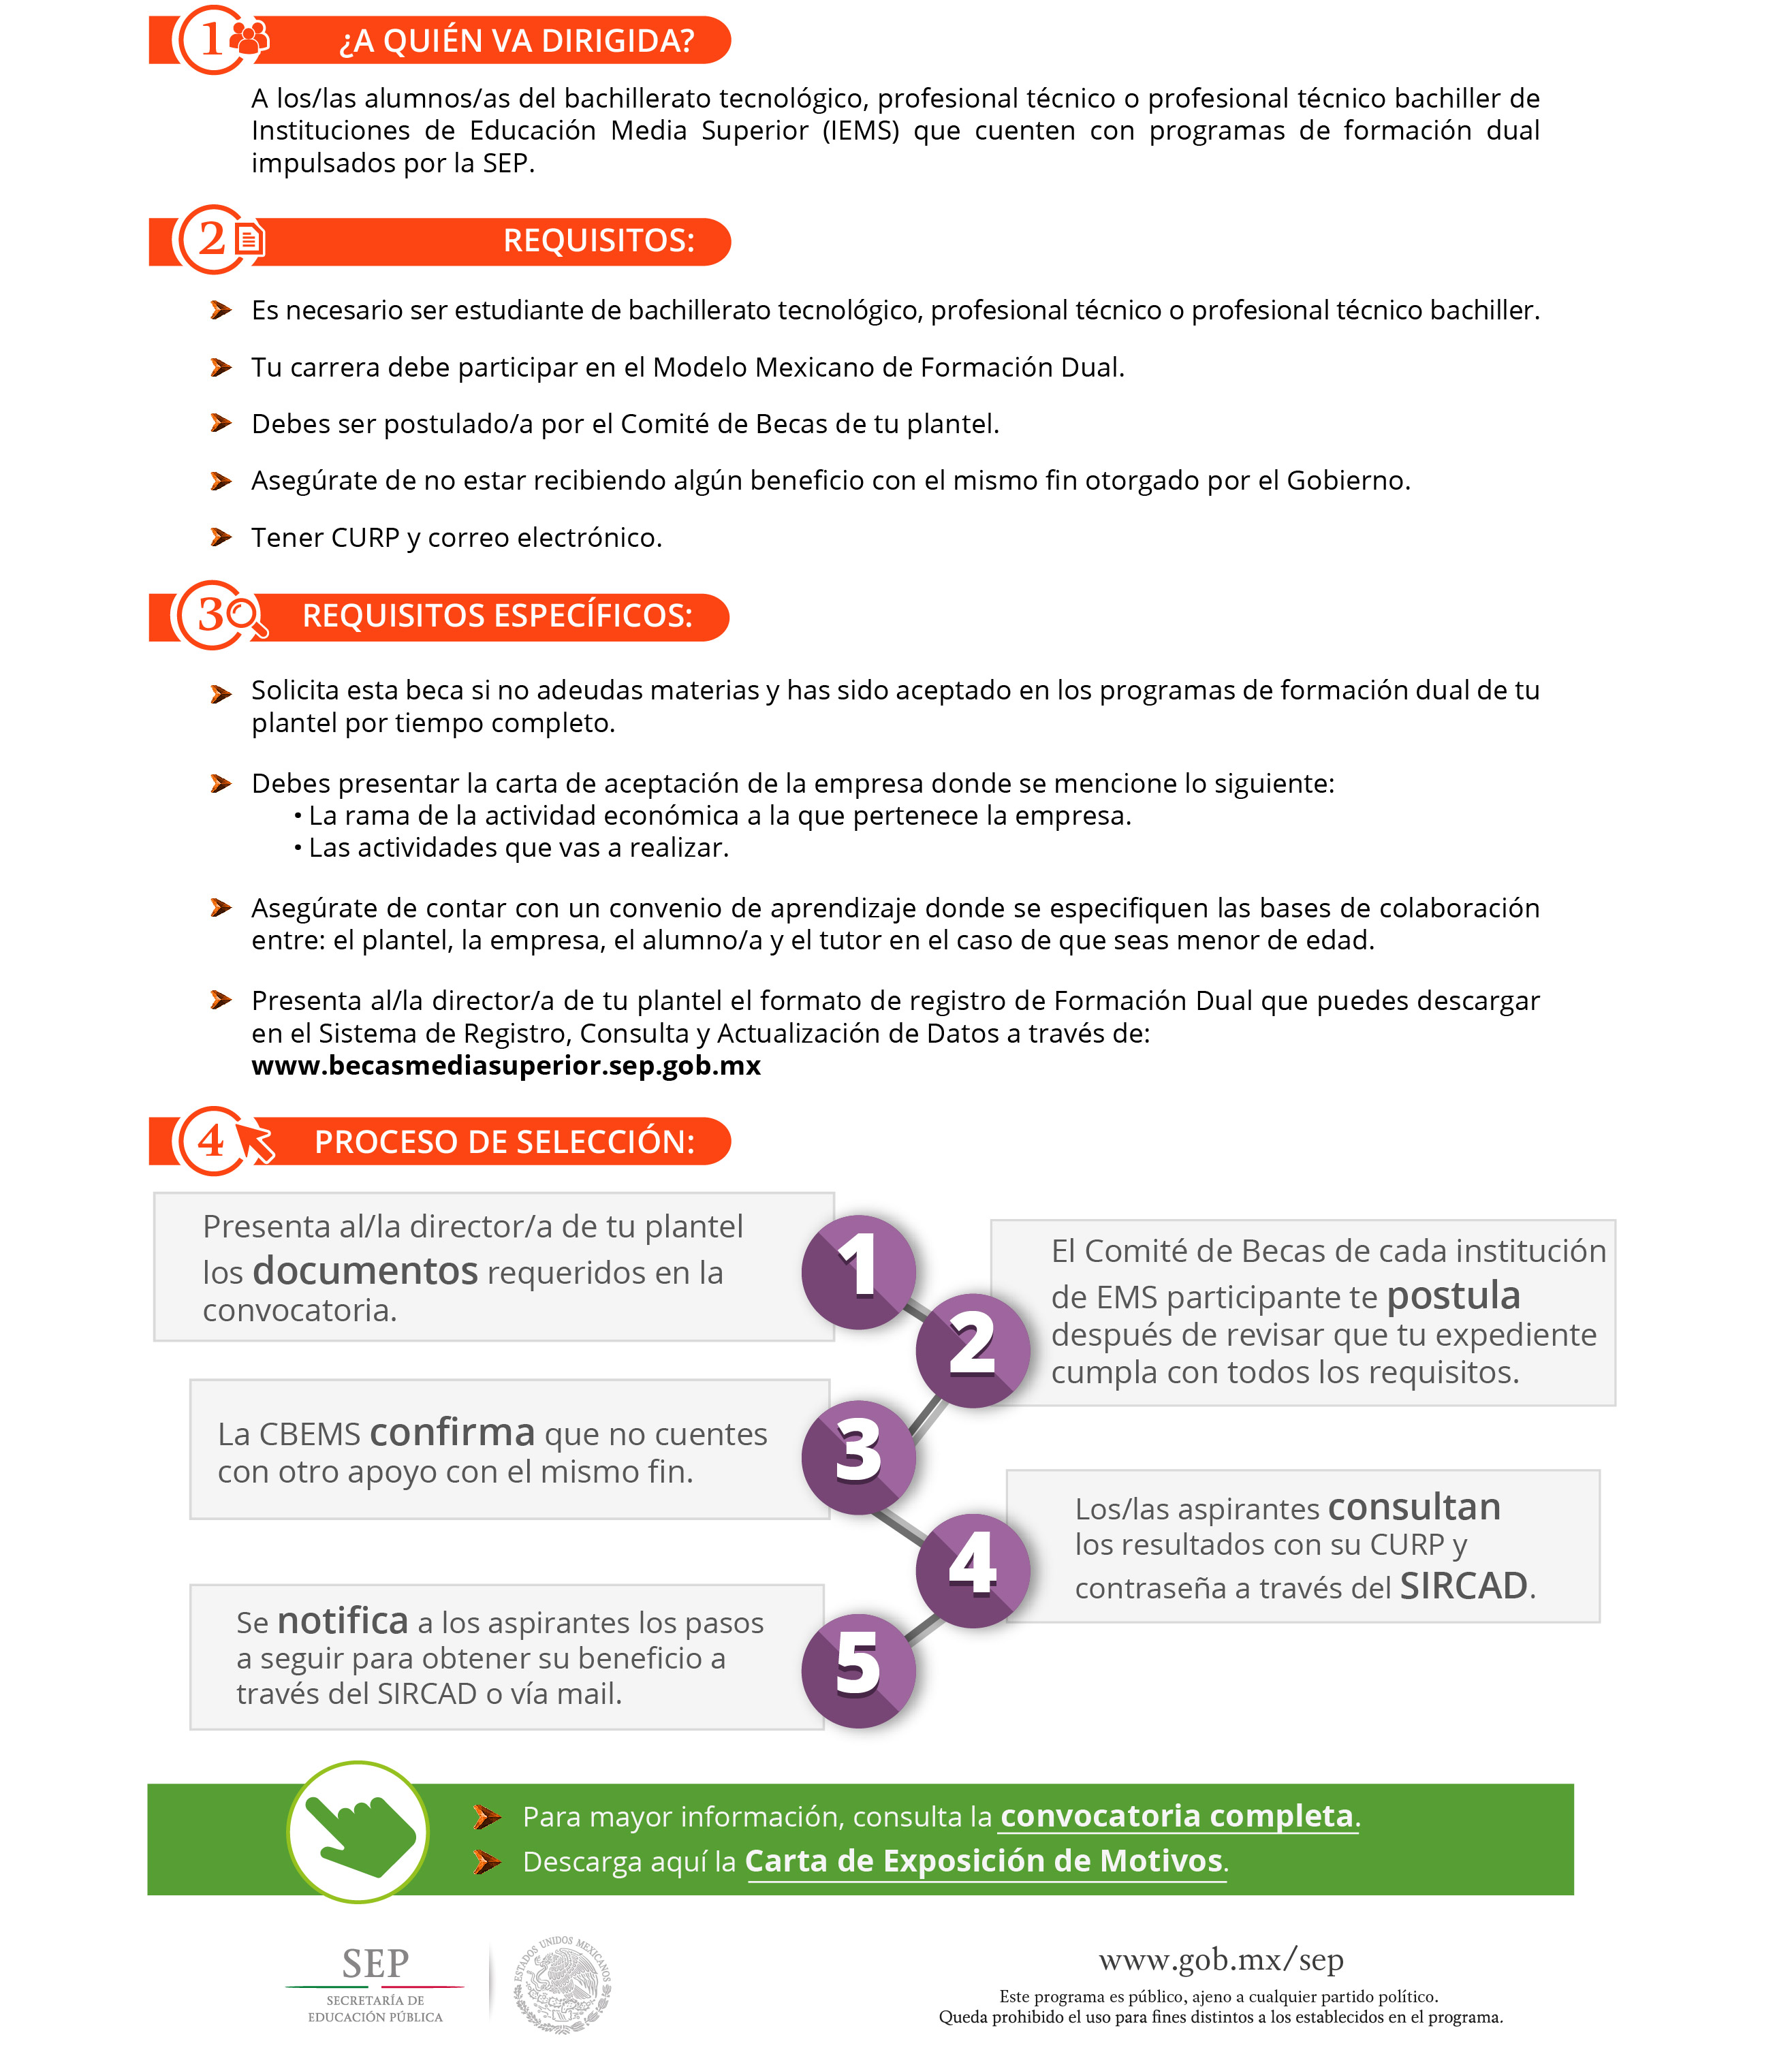 1
¿A QUIÉN VA DIRIGIDA?
A los/las alumnos/as del bachillerato tecnológico, profesional técnico o profesional técnico bachiller de
Instituciones de Educación Media Superior (IEMS) que cuenten con programas de formación dual
impulsados por la SEP.
2
REQUISITOS:
Es necesario ser estudiante de bachillerato tecnológico, profesional técnico o profesional técnico bachiller.
Tu carrera debe participar en el Modelo Mexicano de Formación Dual.
Debes ser postulado/a por el Comité de Becas de tu plantel.
Asegúrate de no estar recibiendo algún beneficio con el mismo fin otorgado por el Gobierno.
Tener CURP y correo electrónico.
3
REQUISITOS ESPECÍFICOS:
Solicita esta beca si no adeudas materias y has sido aceptado en los programas de formación dual de tu
plantel por tiempo completo.
Debes presentar la carta de aceptación de la empresa donde se mencione lo siguiente:
• La rama de la actividad económica a la que pertenece la empresa.
• Las actividades que vas a realizar.
Asegúrate de contar con un convenio de aprendizaje donde se especifiquen las bases de colaboración
entre: el plantel, la empresa, el alumno/a y el tutor en el caso de que seas menor de edad.
Presenta al/la director/a de tu plantel el formato de registro de Formación Dual que puedes descargar
en el Sistema de Registro, Consulta y Actualización de Datos a través de:
www.becasmediasuperior.sep.gob.mx
4
PROCESO DE SELECCIÓN:
Presenta al/la director/a de tu plantel
los documentos requeridos en la
convocatoria.
1
2
El Comité de Becas de cada institución
de EMS participante te postula
después de revisar que tu expediente
cumpla con todos los requisitos.
La CBEMS confirma que no cuentes
con otro apoyo con el mismo fin.
3
4
Los/las aspirantes consultan
los resultados con su CURP y
contraseña a través del SIRCAD.
Se notifica a los aspirantes los pasos
a seguir para obtener su beneficio a
través del SIRCAD o vía mail.
5
Para mayor información, consulta la convocatoria completa.
Descarga aquí la Carta de Exposición de Motivos.
SEP
SECRETARÍA DE
EDUCACIÓN PÚBLICA
ESTADOS UNIDOS MEXICANOS
www.gob.mx/sep
Este programa es público, ajeno a cualquier partido político.
Queda prohibido el uso para fines distintos a los establecidos en el programa.